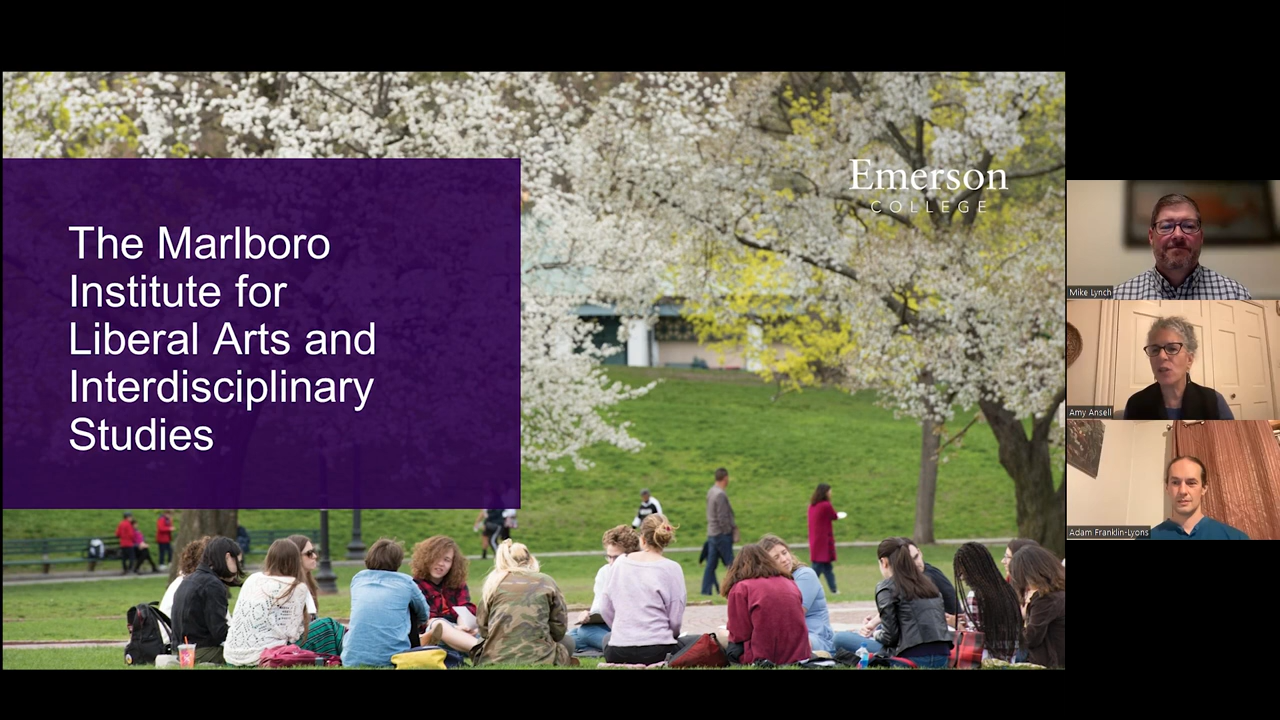 The Marlboro
Institute for
Liberal Arts and
Interdisciplinary
Studies
Emerson
COLLEGE
Mike Lynch
Amy Ansell
Adam Franklin-Lyons